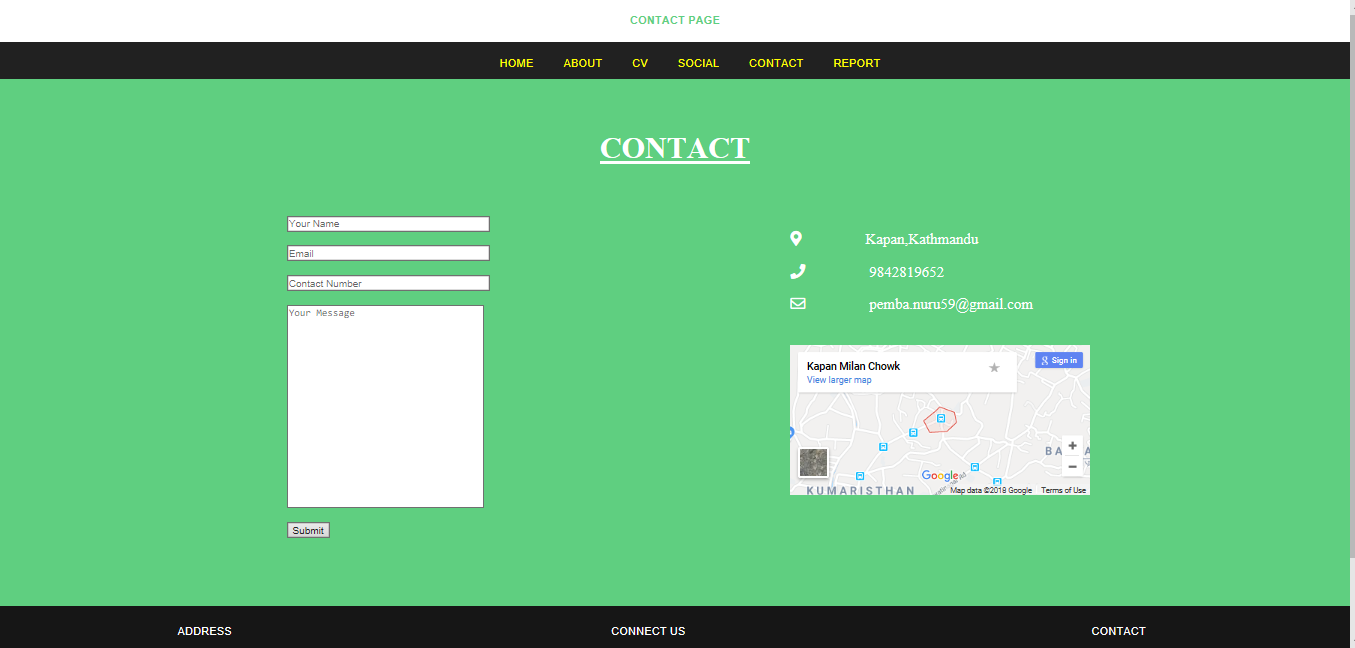 CONTACT PAGE
HOME ABOUT CV SOCIAL CONTACT REPORT
CONTACT
Your Name
Email
Contact Number
Your Message
Submit
Kapan,Kathmandu
9842819652
pemba.nuru59@gmail.com
Kapan Milan Chowk
View larger map
Sign in
BA
KUMARISTHAN
Google
Map data ©2018 Google Terms of Use
ADDRESS CONNECT US CONTACT